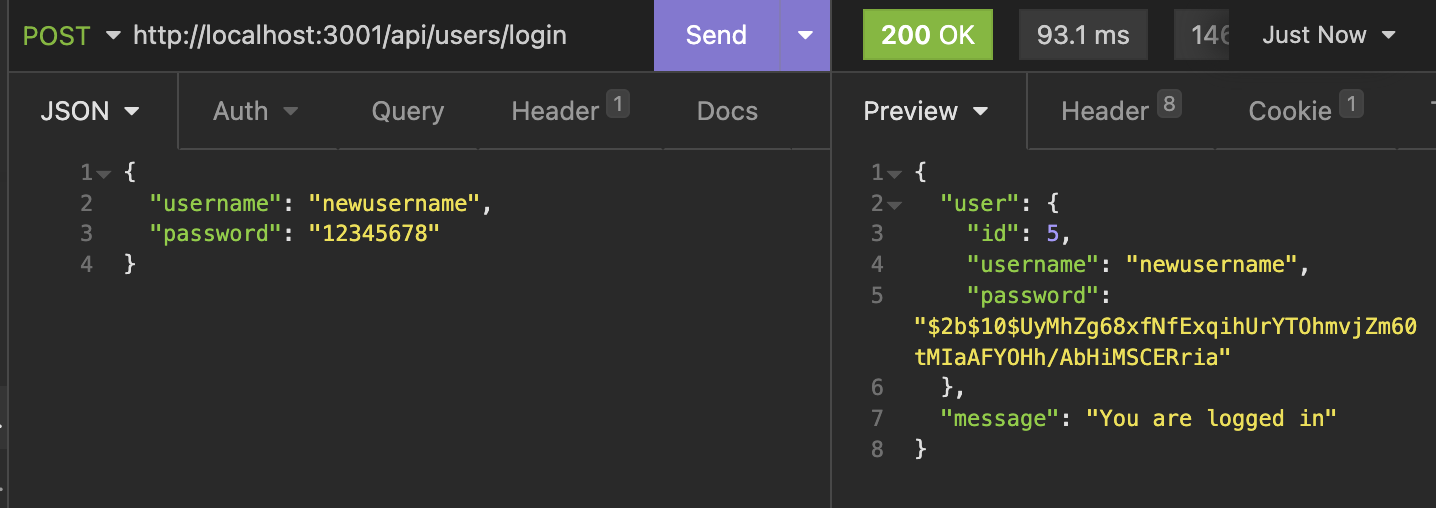 POST http://localhost:3001/api/users/login Send 200 OK 93.1 ms 146 Just Now
JSON Auth Query Header 1 Docs Preview Header 8 Cookie 1
1 {
2 "username": "newusername",
3 "password": "12345678"
4 }
1 {
2 "user": {
3 "id": 5,
4 "username": "newusername",
5 "password":
"$2b$10$UyMhZg68xfNfExqihUrYTOhmvjZm60
tMIaAFYOHh/AbHiMSCERria"
6 },
7 "message": "You are logged in"
8 }